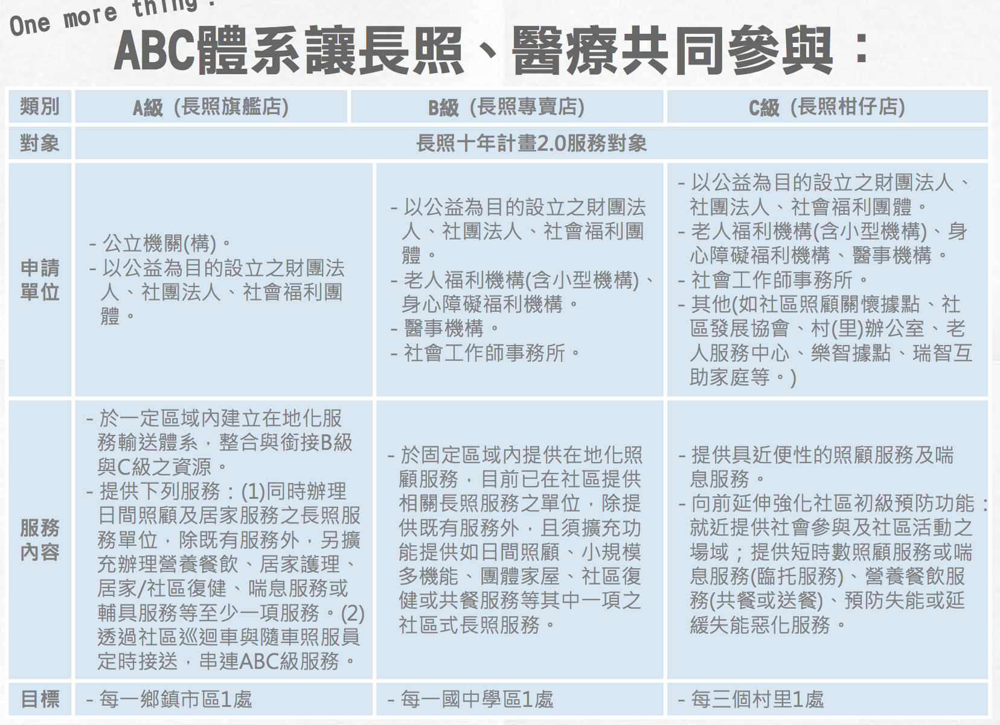 One more thing:
ABC體系讓長照、醫療共同參與：
類別
A級 (長照旗艦店)
B級 (長照專賣店)
C級 (長照柑仔店)
對象
長照十年計畫2.0服務對象
申請
單位
- 公立機關(構)。
- 以公益為目的設立之財團法
人、社團法人、社會福利團
體。
- 以公益為目的設立之財團法
人、社團法人、社會福利團
體。
- 老人福利機構(含小型機構)、
身心障礙福利機構。
- 醫事機構。
- 社會工作師事務所。
- 以公益為目的設立之財團法人、
社團法人、社會福利團體。
- 老人福利機構(含小型機構)、身
心障礙福利機構、醫事機構。
- 社會工作師事務所。
- 其他(如社區照顧關懷據點、社
區發展協會、村(里)辦公室、老
人服務中心、樂智據點、瑞智互
助家庭等。)
服務
內容
- 於一定區域內建立在地化服
務輸送體系，整合與銜接B級
與C級之資源。
- 提供下列服務：(1)同時辦理
日間照顧及居家服務之長照服
務單位，除既有服務外，另擴
充辦理營養餐飲、居家護理、
居家/社區復健、喘息服務或
輔具服務等至少一項服務。(2)
透過社區巡迴車與隨車照服員
定時接送，串連ABC級服務。
- 於固定區域內提供在地化照
顧服務，目前已在社區提供
相關長照服務之單位，除提
供既有服務外，且須擴充功
能提供如日間照顧、小規模
多機能、團體家屋、社區復
健或共餐服務等其中一項之
社區式長照服務。
- 提供具近便性的照顧服務及喘
息服務。
- 向前延伸強化社區初級預防功能：
就近提供社會參與及社區活動之
場域；提供短時數照顧服務或喘
息服務(臨托服務)、營養餐飲服
務(共餐或送餐)、預防失能或延
緩失能惡化服務。
目標
- 每一鄉鎮市區1處
- 每一國中學區1處
- 每三個村里1處